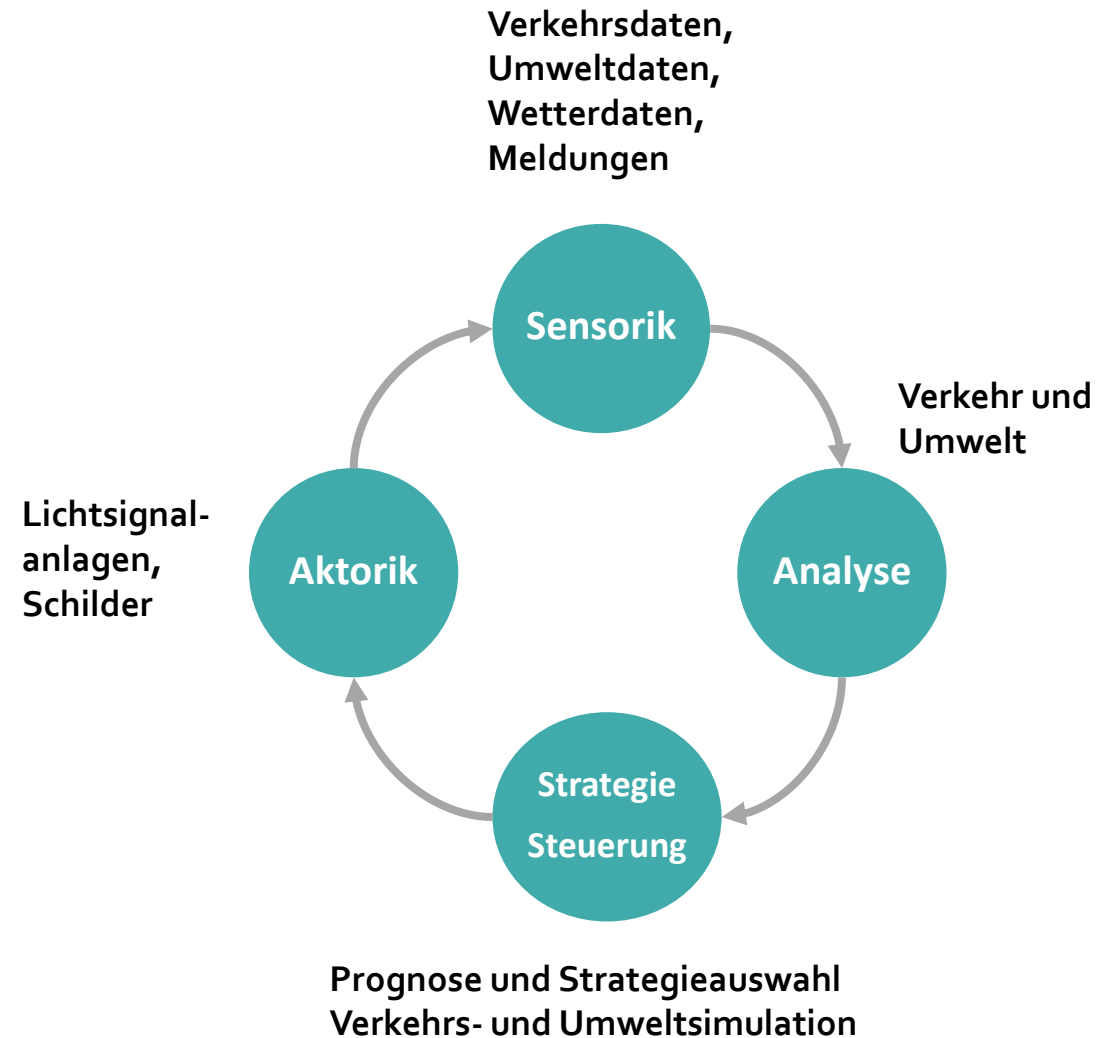 Verkehrsdaten,
Umweltdaten,
Wetterdaten,
Meldungen
Sensorik
Verkehr und
Umwelt
Analyse
Lichtsignal-
anlagen,
Schilder
Aktorik
Strategie
Steuerung
Prognose und Strategieauswahl
Verkehrs- und Umweltsimulation